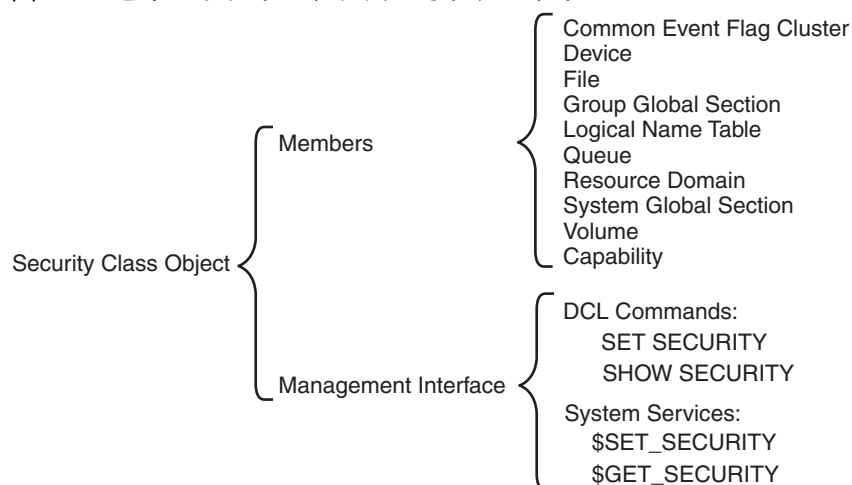 Common Event Flag Cluster
Device
File
Group Global Section
Logical Name Table
Queue
Resource Domain
System Global Section
Volume
Capability
Members
Security Class Object
Management Interface
DCL Commands:
SET SECURITY
SHOW SECURITY
System Services:
$SET_SECURITY
$GET_SECURITY